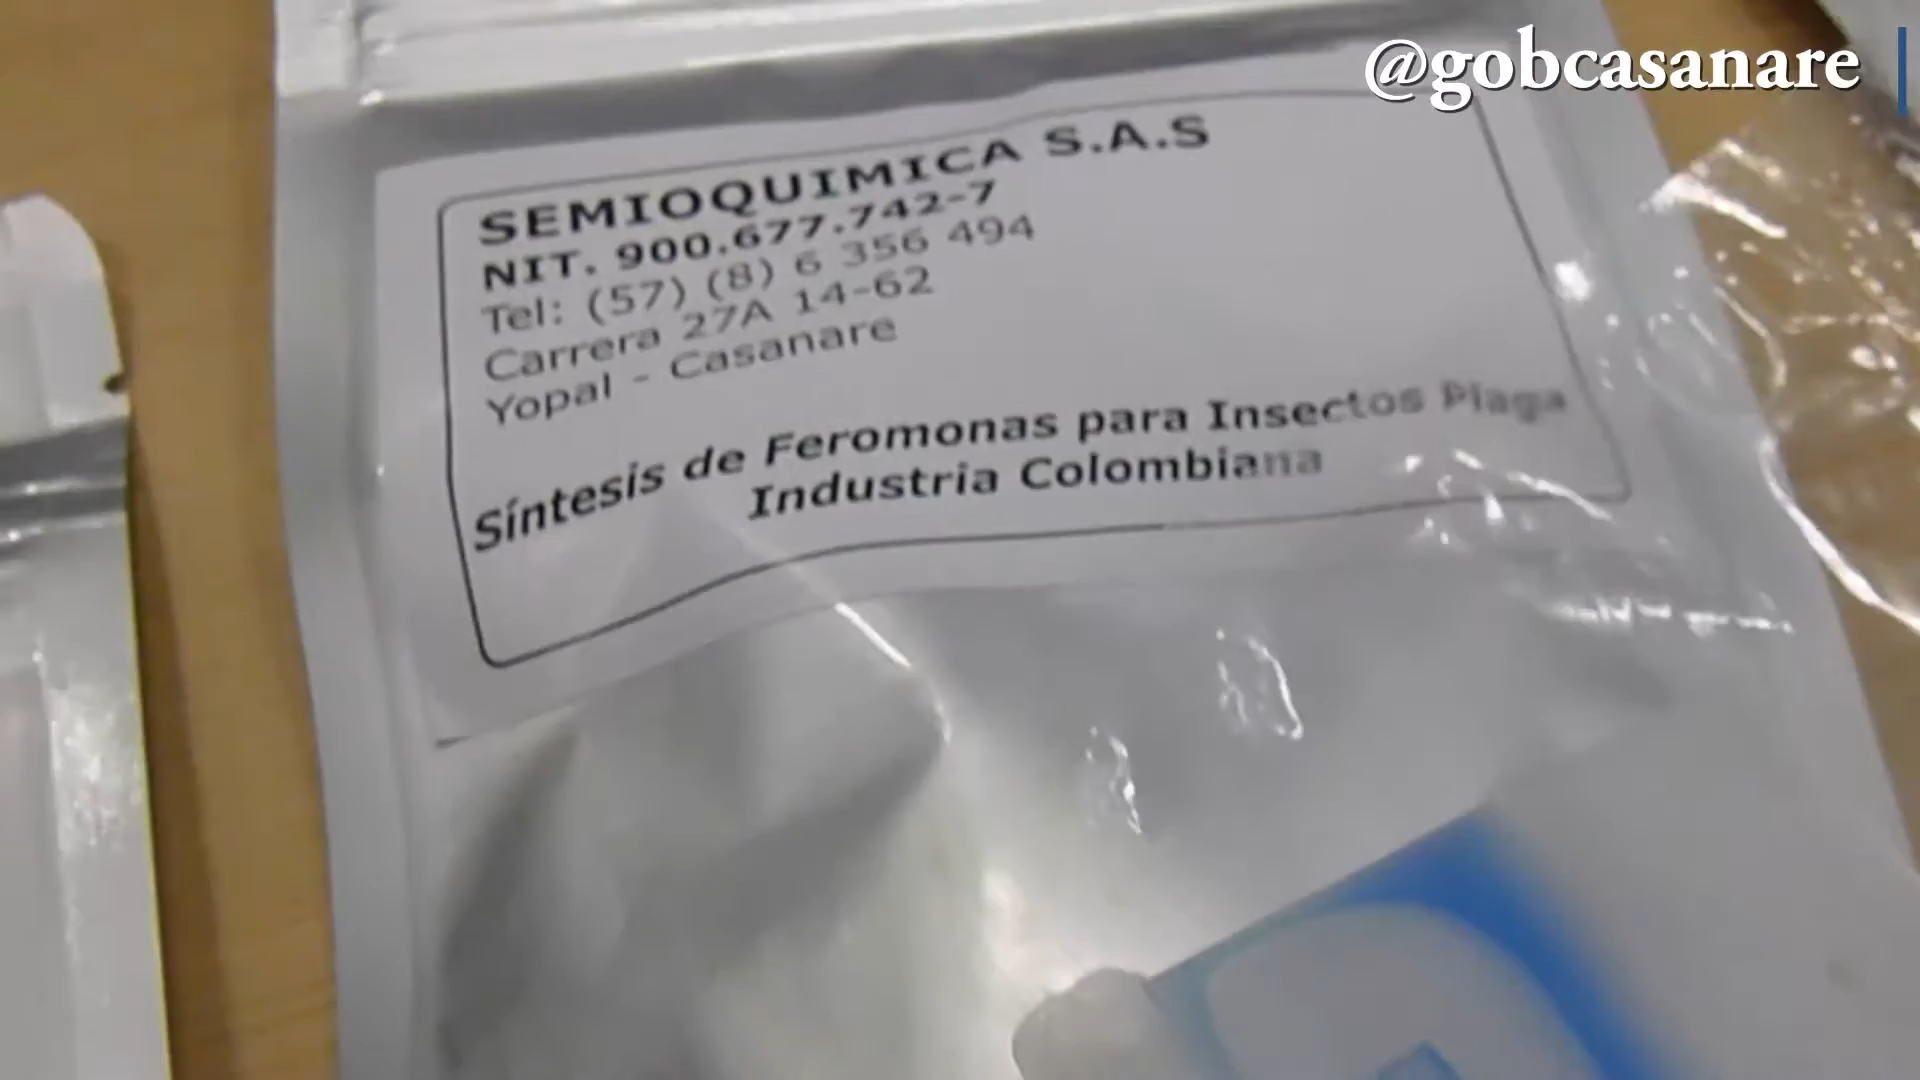 @gobcasanare
SEMIOQUIMICA S.A.S
NIT. 900.677.742-7
Tel: (57) (8) 6 356 494
Carrera 27A 14-62
Yopal - Casanare
Síntesis de Feromonas para Insectos Plaga
Industria Colombiana